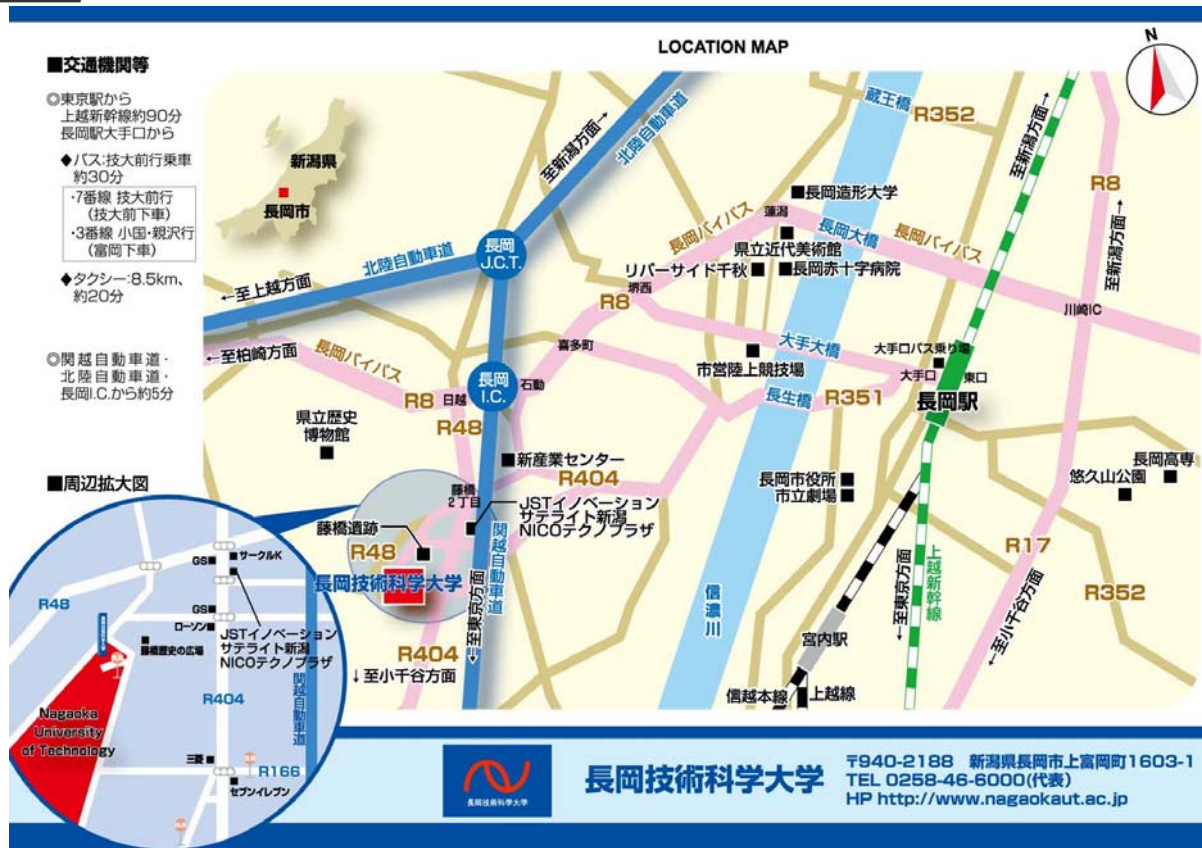 LOCATION MAP
N
■交通機関等
◎東京駅から
上越新幹線約90分
長岡駅大手口から
◆バス:技大前行乗車
約30分
・7番線 技大前行
(技大前下車)
・3番線 小国・親沢行
(富岡下車)
◆タクシー:8.5km、
約20分
◎関越自動車道・
北陸自動車道・
長岡I.C.から約5分
新潟県
長岡市
至新潟方面→
北陸自動車道
長岡
J.C.T.
北陸自動車道
←至上越方面
←至柏崎方面
長岡バイパス
R8
日越
R48
長岡
I.C.
石動
喜多町
R8
堺西
長岡バイパス
蓮潟
長岡造形大学
県立近代美術館
リバーサイド千秋
長岡赤十字病院
蔵王橋
R352
長岡大橋
長岡バイパス
至新潟方面→
R8
至新潟方面→
川崎IC
大手大橋
市営陸上競技場
長生橋
R351
大手口バス乗り場
大手口
東口
長岡駅
県立歴史
博物館
新産業センター
R404
藤橋
2丁目
JSTイノベーション
サテライト新潟
NICOテクノプラザ
藤橋遺跡
R48
長岡技術科学大学
関越自動車道
←至東京方面
R404
↓至小千谷方面
長岡市役所
市立劇場
信濃川
悠久山公園
長岡高専
R17
R352
←至小千谷方面
上越新幹線
←至東京方面
宮内駅
信越本線
上越線
■周辺拡大図
GS
サークルK
R48
GS
ローソン
藤橋歴史の広場
JSTイノベーション
サテライト新潟
NICOテクノプラザ
R404
関越自動車道
Nagaoka
University
of Technology
三菱
R166
セブンイレブン
長岡技術科学大学
長岡技術科学大学
〒940-2188 新潟県長岡市上富岡町1603-1
TEL 0258-46-6000(代表)
HP http://www.nagaokaut.ac.jp